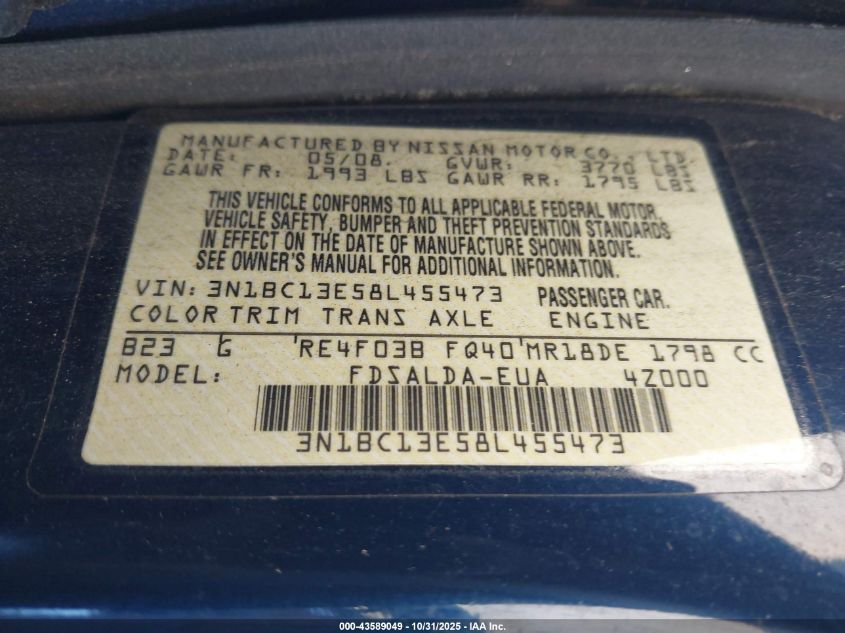 MANUFACTURED BY NISSAN MOTOR CO., LTD.
DATE: 05/08. GVWR: 3770 LBS
GAWR FR: 1993 LBS GAWR RR: 1795 LBS
THIS VEHICLE CONFORMS TO ALL APPLICABLE FEDERAL MOTOR
VEHICLE SAFETY, BUMPER AND THEFT PREVENTION STANDARDS
IN EFFECT ON THE DATE OF MANUFACTURE SHOWN ABOVE.
SEE OWNER'S MANUAL FOR ADDITIONAL INFORMATION.
VIN: 3N1BC13E58L455473 PASSENGER CAR.
COLOR TRIM TRANS AXLE ENGINE
B23 G RE4F03B FQ40 MR18DE 1798 CC
MODEL: FDSALDA-EUA 4Z000
3N1BC13E58L455473
000-43589049 - 10/31/2025 - IAA Inc.